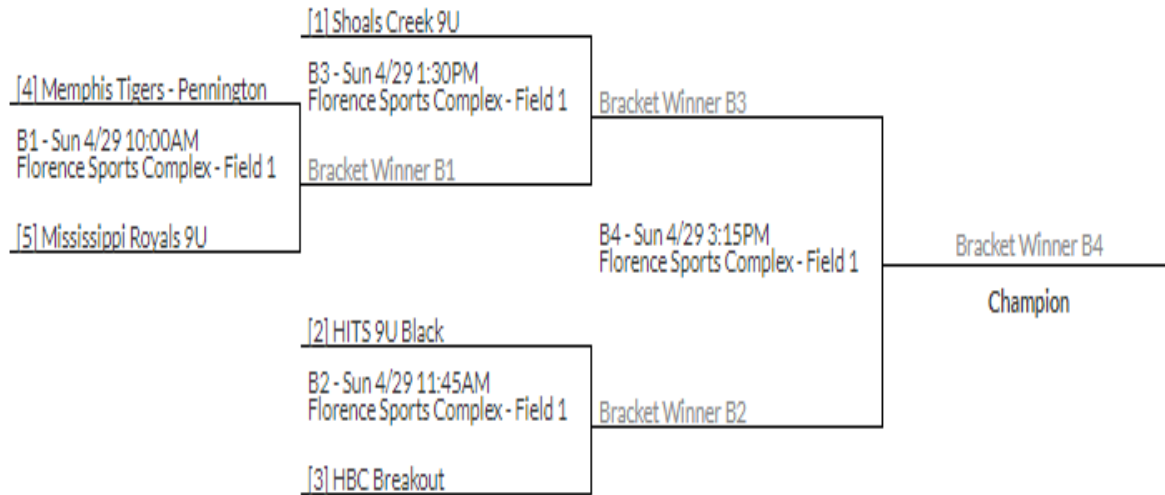 [1] Shoals Creek 9U
B3 - Sun 4/29 1:30PM
Florence Sports Complex - Field 1
[4] Memphis Tigers - Pennington
Bracket Winner B3
B1 - Sun 4/29 10:00AM
Florence Sports Complex - Field 1
Bracket Winner B1
[5] Mississippi Royals 9U
B4 - Sun 4/29 3:15PM
Florence Sports Complex - Field 1
Bracket Winner B4
Champion
[2] HITS 9U Black
B2 - Sun 4/29 11:45AM
Florence Sports Complex - Field 1
Bracket Winner B2
[3] HBC Breakout